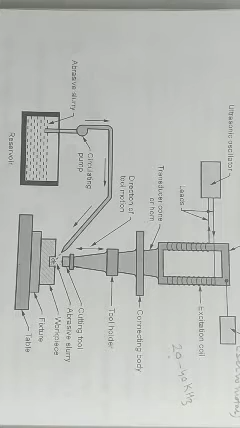 Ultrasonic oscillator
Leads
Excitation coil
20-40 KHz
Transducer cone
or horn
Connecting body
Tool holder
Direction of
tool motion
Circulating
pump
Abrasive slurry
Reservoir
Cutting tool
Abrasive slurry
Workpiece
Fixture
Table